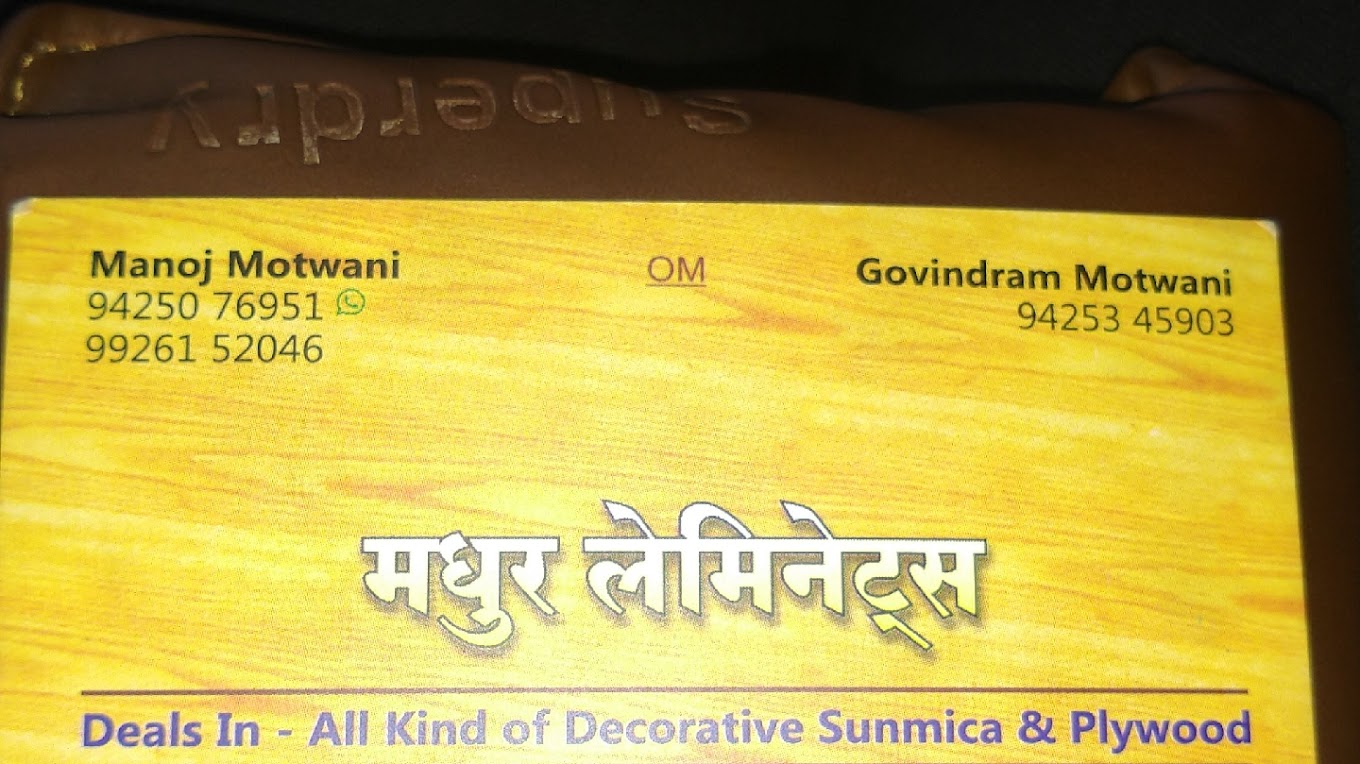 Superdry
Manoj Motwani
94250 76951
99261 52046
OM
Govindram Motwani
94253 45903
मधुर लेमिनेट्स
Deals In - All Kind of Decorative Sunmica & Plywood